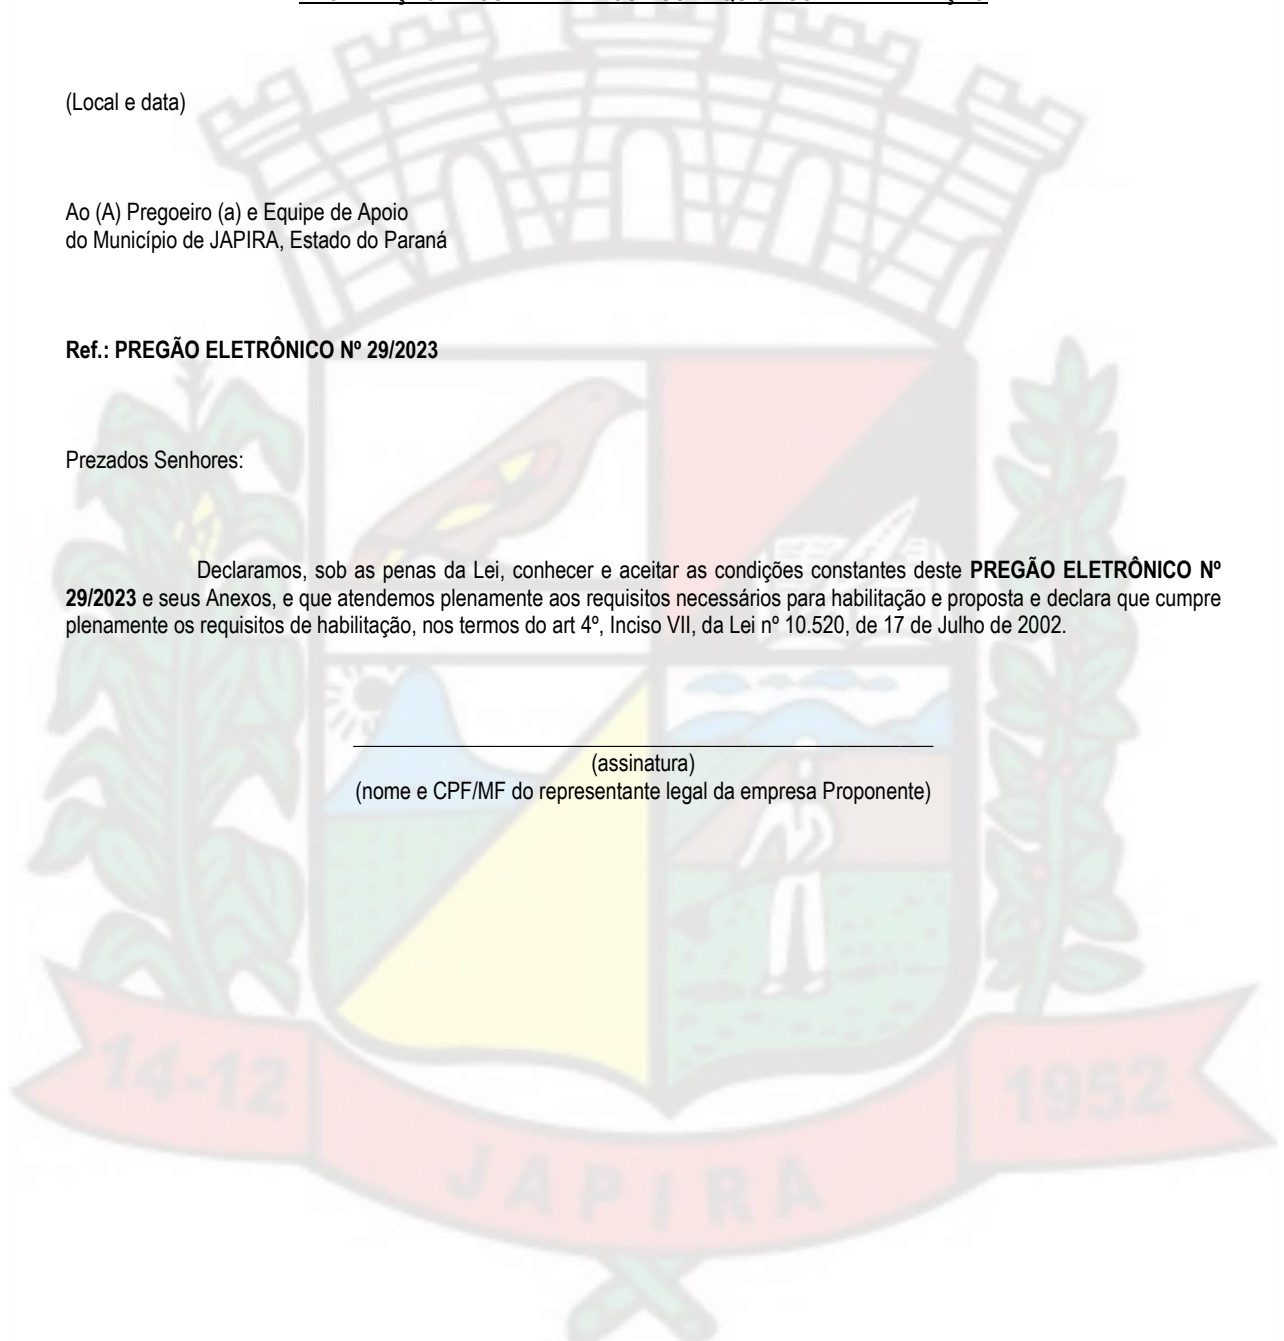 (Local e data)
Ao (A) Pregoeiro (a) e Equipe de Apoio
do Município de JAPIRA, Estado do Paraná
Ref.: PREGÃO ELETRÔNICO Nº 29/2023
Prezados Senhores:
Declaramos, sob as penas da Lei, conhecer e aceitar as condições constantes deste PREGÃO ELETRÔNICO Nº
29/2023 e seus Anexos, e que atendemos plenamente aos requisitos necessários para habilitação e proposta e declara que cumpre
plenamente os requisitos de habilitação, nos termos do art 4º, Inciso VII, da Lei nº 10.520, de 17 de Julho de 2002.
(assinatura)
(nome e CPF/MF do representante legal da empresa Proponente)
14-12
1952
JAPIRA